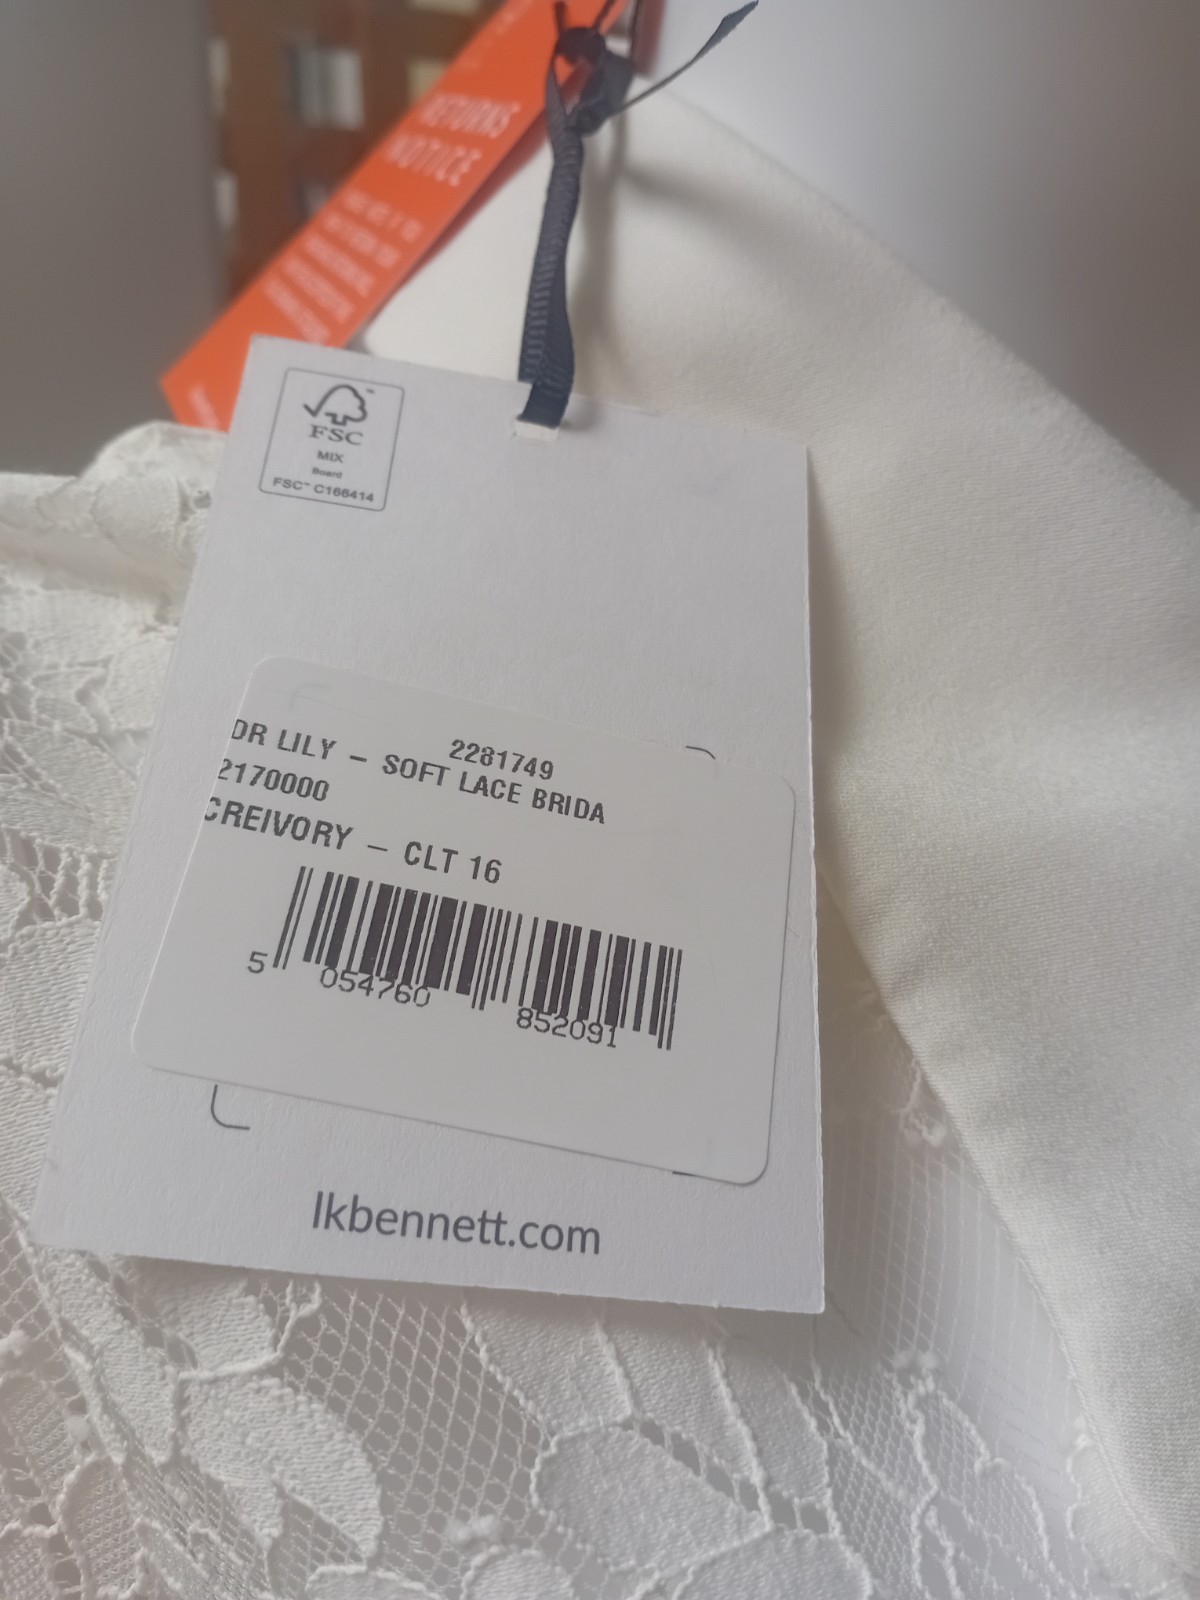 RETURNS
NOTICE
FSC
MIX
Board
FSC™ C166414
2281749
DR LILY – SOFT LACE BRIDA
2170000
CREIVORY – CLT 16
5 054760 852091
lkbennett.com